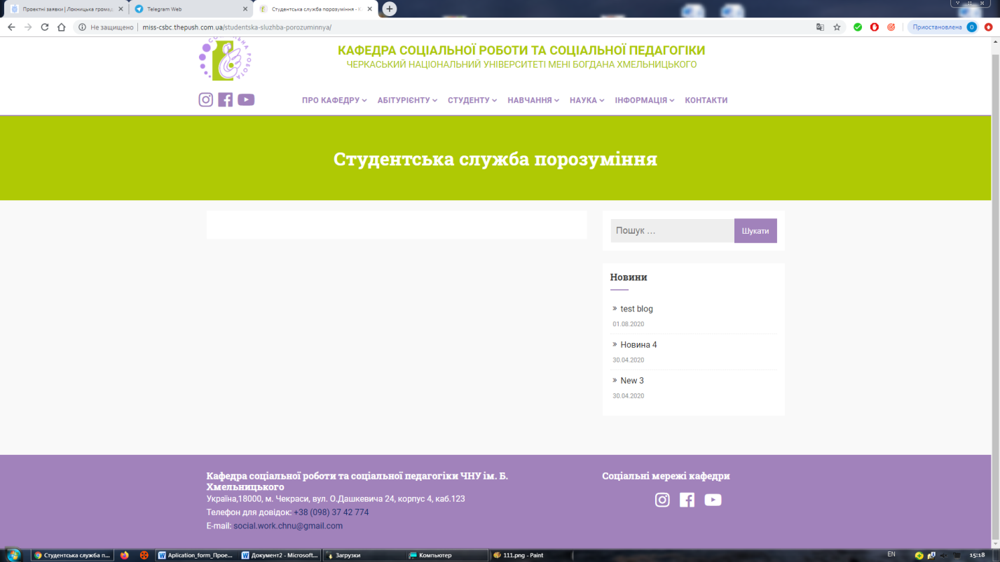 Проектні заявки | Локницька громад
Telegram Web
Студентська служба порозуміння - К
Не защищено
miss-csbc.thepush.com.ua/studentska-sluzhba-porozuminnya/
Приостановлена
СОЦІАЛЬНА РОБОТА
КАФЕДРА СОЦІАЛЬНОЇ РОБОТИ ТА СОЦІАЛЬНОЇ ПЕДАГОГІКИ
ЧЕРКАСЬКИЙ НАЦІОНАЛЬНИЙ УНІВЕРСИТЕТІ МЕНІ БОГДАНА ХМЕЛЬНИЦЬКОГО
ПРО КАФЕДРУ АБІТУРІЄНТУ СТУДЕНТУ НАВЧАННЯ НАУКА ІНФОРМАЦІЯ КОНТАКТИ
Студентська служба порозуміння
Пошук …
Шукати
Новини
» test blog
01.08.2020
» Новина 4
30.04.2020
» New 3
30.04.2020
Кафедра соціальної роботи та соціальної педагогіки ЧНУ ім. Б.
Хмельницького
Україна,18000, м. Чекраси, вул. О.Дашкевича 24, корпус 4, каб.123
Телефон для довідок: +38 (098) 37 42 774
E-mail: social.work.chnu@gmail.com
Соціальні мережі кафедри
Студентська служба п...
Aplication_form_Прое...
Документ2 - Microsoft...
Загрузки
Компьютер
111.png - Paint
EN
15:18